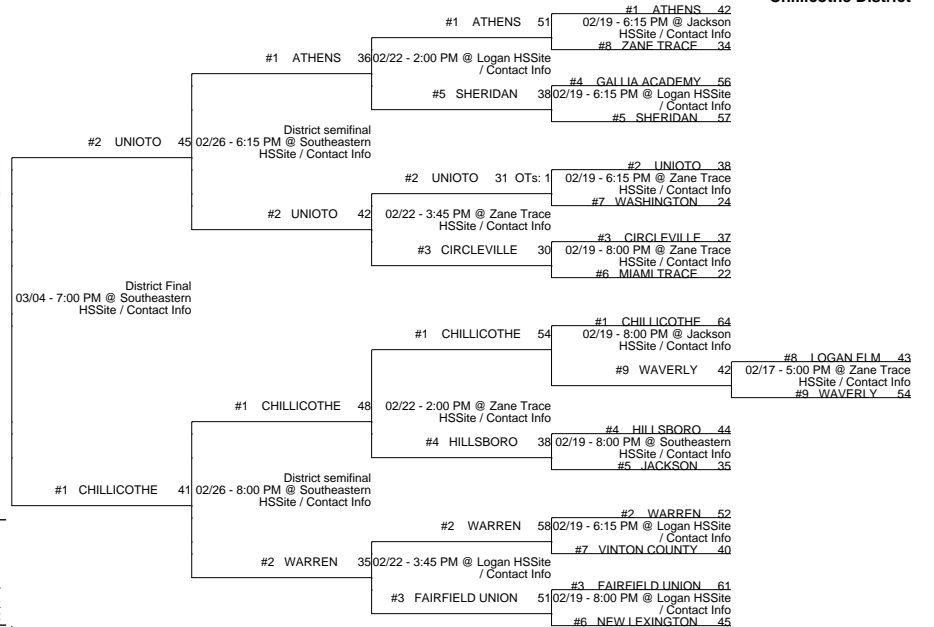 Chillicothe District
#1 ATHENS 42
02/19 - 6:15 PM @ Jackson
HSSite / Contact Info
#8 ZANE TRACE 34
#1 ATHENS 51
02/22 - 2:00 PM @ Logan HSSite
/ Contact Info
#5 SHERIDAN 38
#4 GALLIA ACADEMY 56
02/19 - 6:15 PM @ Logan HSSite
/ Contact Info
#5 SHERIDAN 57
#1 ATHENS 36
District semifinal
02/26 - 6:15 PM @ Southeastern
HSSite / Contact Info
#2 UNIOTO 45
#2 UNIOTO 38
02/19 - 6:15 PM @ Zane Trace
HSSite / Contact Info
#7 WASHINGTON 24
#2 UNIOTO 31 OTs: 1
02/22 - 3:45 PM @ Zane Trace
HSSite / Contact Info
#2 UNIOTO 42
#3 CIRCLEVILLE 30
#3 CIRCLEVILLE 37
02/19 - 8:00 PM @ Zane Trace
HSSite / Contact Info
#6 MIAMI TRACE 22
District Final
03/04 - 7:00 PM @ Southeastern
HSSite / Contact Info
#1 CHILLICOTHE 64
02/19 - 8:00 PM @ Jackson
HSSite / Contact Info
#1 CHILLICOTHE 54
#9 WAVERLY 42
#8 LOGAN ELM 43
02/17 - 5:00 PM @ Zane Trace
HSSite / Contact Info
#9 WAVERLY 54
#1 CHILLICOTHE 48
02/22 - 2:00 PM @ Zane Trace
HSSite / Contact Info
#4 HILLSBORO 38
#4 HILLSBORO 44
02/19 - 8:00 PM @ Southeastern
HSSite / Contact Info
#5 JACKSON 35
#1 CHILLICOTHE 41
District semifinal
02/26 - 8:00 PM @ Southeastern
HSSite / Contact Info
#2 WARREN 52
02/19 - 6:15 PM @ Logan HSSite
/ Contact Info
#7 VINTON COUNTY 40
#2 WARREN 58
02/22 - 3:45 PM @ Logan HSSite
/ Contact Info
#2 WARREN 35
#3 FAIRFIELD UNION 51
#3 FAIRFIELD UNION 61
02/19 - 8:00 PM @ Logan HSSite
/ Contact Info
#6 NEW LEXINGTON 45